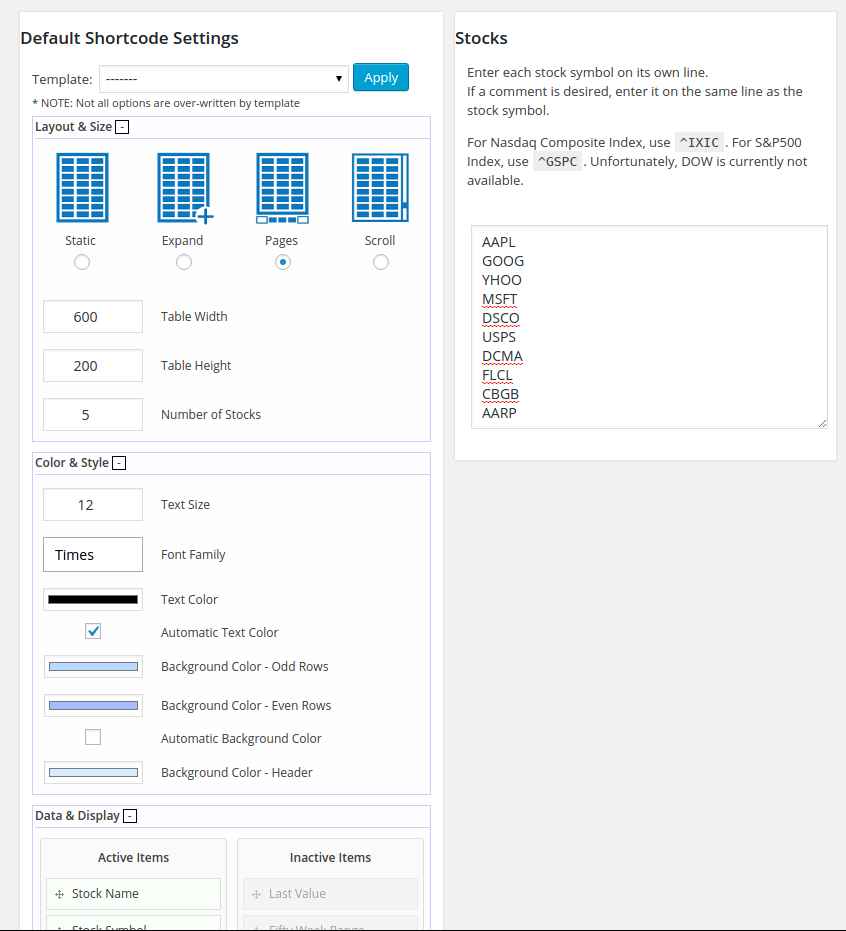 Default Shortcode Settings
Template: ------- Apply
* NOTE: Not all options are over-written by template
Layout & Size -
Static Expand Pages Scroll
600 Table Width
200 Table Height
5 Number of Stocks
Color & Style -
12 Text Size
Times Font Family
Text Color
Automatic Text Color
Background Color - Odd Rows
Background Color - Even Rows
Automatic Background Color
Background Color - Header
Data & Display -
Active Items Inactive Items
Stock Name Last Value
Stock Symbol Fifty Week Range
Stocks
Enter each stock symbol on its own line.
If a comment is desired, enter it on the same line as the
stock symbol.
For Nasdaq Composite Index, use ^IXIC . For S&P500
Index, use ^GSPC . Unfortunately, DOW is currently not
available.
AAPL
GOOG
YHOO
MSFT
DSCO
USPS
DCMA
FLCL
CBGB
AARP